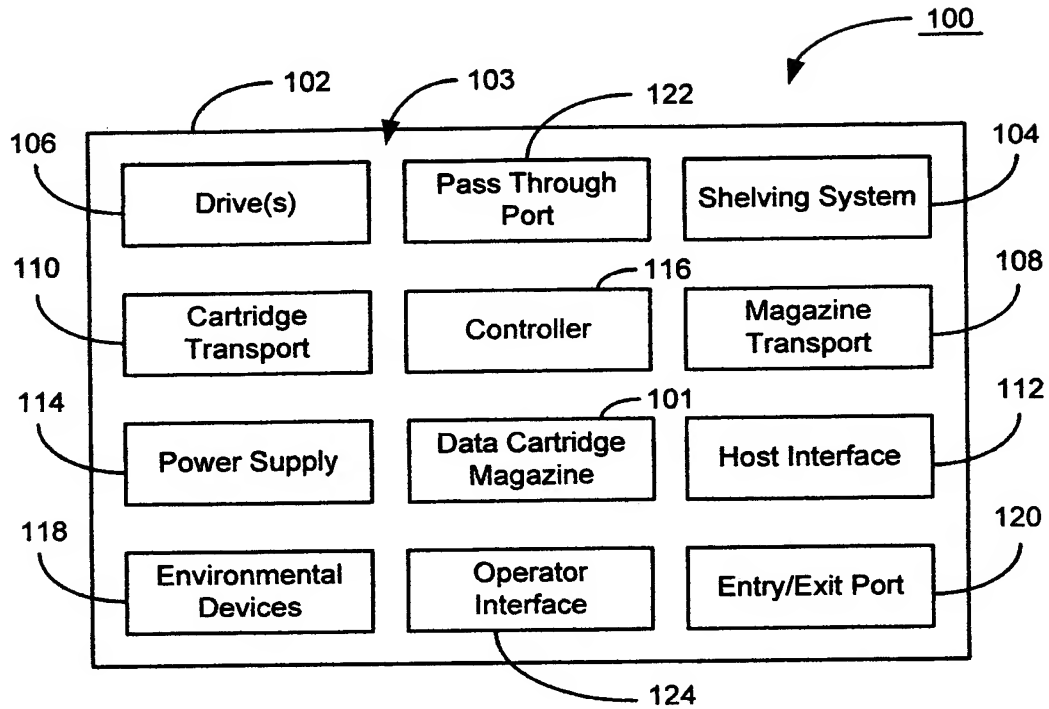 100
102
103
122
104
106
Drive(s)
Pass Through
Port
Shelving System
110
116
108
Cartridge
Transport
Controller
Magazine
Transport
114
101
112
Power Supply
Data Cartridge
Magazine
Host Interface
118
120
Environmental
Devices
Operator
Interface
Entry/Exit Port
124